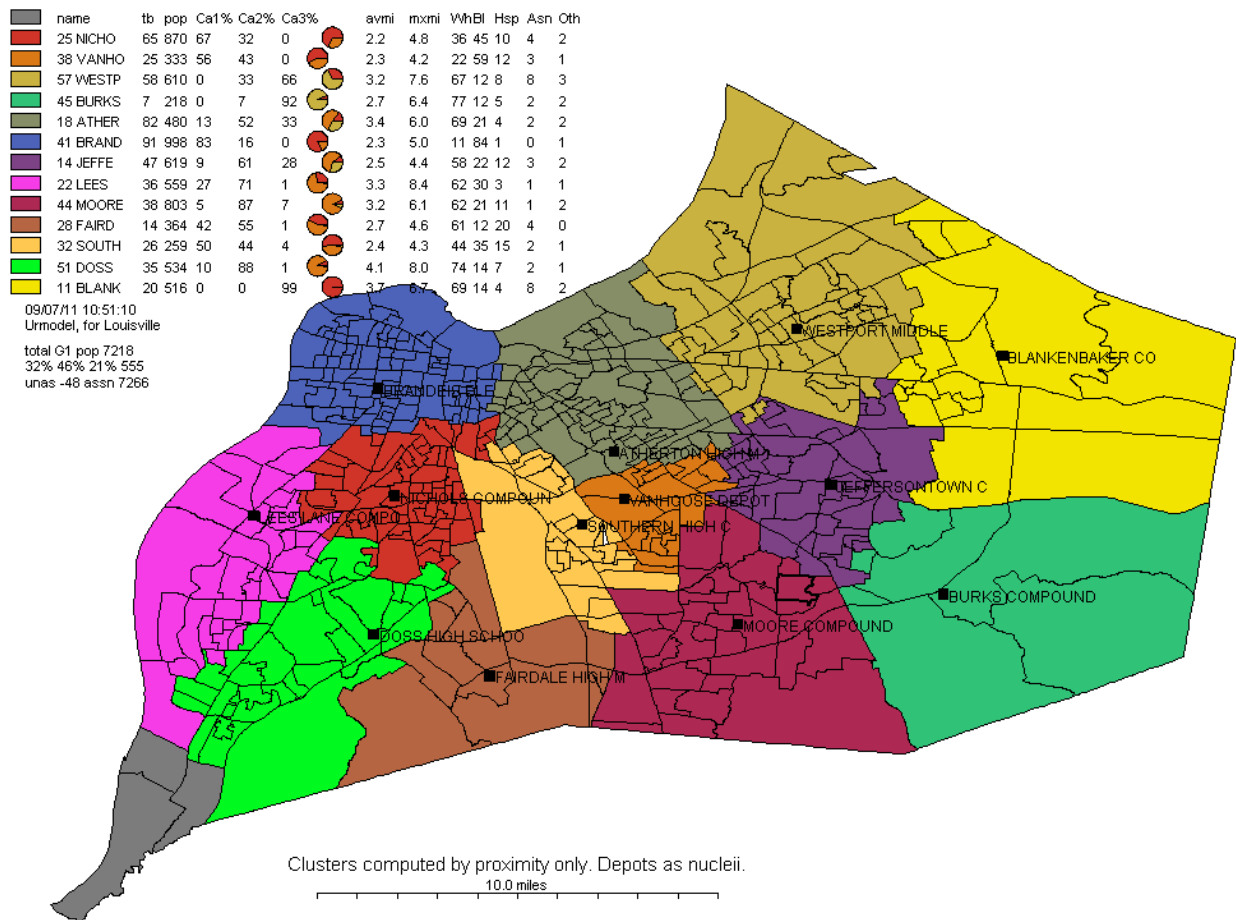 name tb pop Ca1% Ca2% Ca3% avmi mxmi Wh Bl Hsp Asn Oth
25 NICHO 65 870 67 32 0 2.2 4.8 36 45 10 4 2
38 VANHO 25 333 56 43 0 2.3 4.2 22 59 12 3 1
57 WESTP 58 610 0 33 66 3.2 7.6 67 12 8 8 3
45 BURKS 7 218 0 7 92 2.7 6.4 77 12 5 2 2
18 ATHER 82 480 13 52 33 3.4 6.0 69 21 4 2 2
41 BRAND 91 998 83 16 0 2.3 5.0 11 84 1 0 1
14 JEFFE 47 619 9 61 28 2.5 4.4 58 22 12 3 2
22 LEES 36 559 27 71 1 3.3 8.4 62 30 3 1 1
44 MOORE 38 803 5 87 7 3.2 6.1 62 21 11 1 2
28 FAIRD 14 364 42 55 1 2.7 4.6 61 12 20 4 0
32 SOUTH 26 259 50 44 4 2.4 4.3 44 35 15 2 1
51 DOSS 35 534 10 88 1 4.1 8.0 74 14 7 2 1
11 BLANK 20 516 0 0 99 3.7 6.7 69 14 4 8 2
09/07/11 10:51:10
Urmodel, for Louisville
total G1 pop 7218
32% 46% 21% 555
unas -48 assn 7266
WESTPORT MIDDLE
BLANKENBAKER CO
BRANDEIS ELE
ATHERTON HIGH M
JEFFERSONTOWN C
NICHOLS COMPOUN
VANHOOSE DEPOT
LEES LANE COMPO
SOUTHERN HIGH C
BURKS COMPOUND
MOORE COMPOUND
DOSS HIGH SCHOO
FAIRDALE HIGH M
Clusters computed by proximity only. Depots as nucleii.
10.0 miles